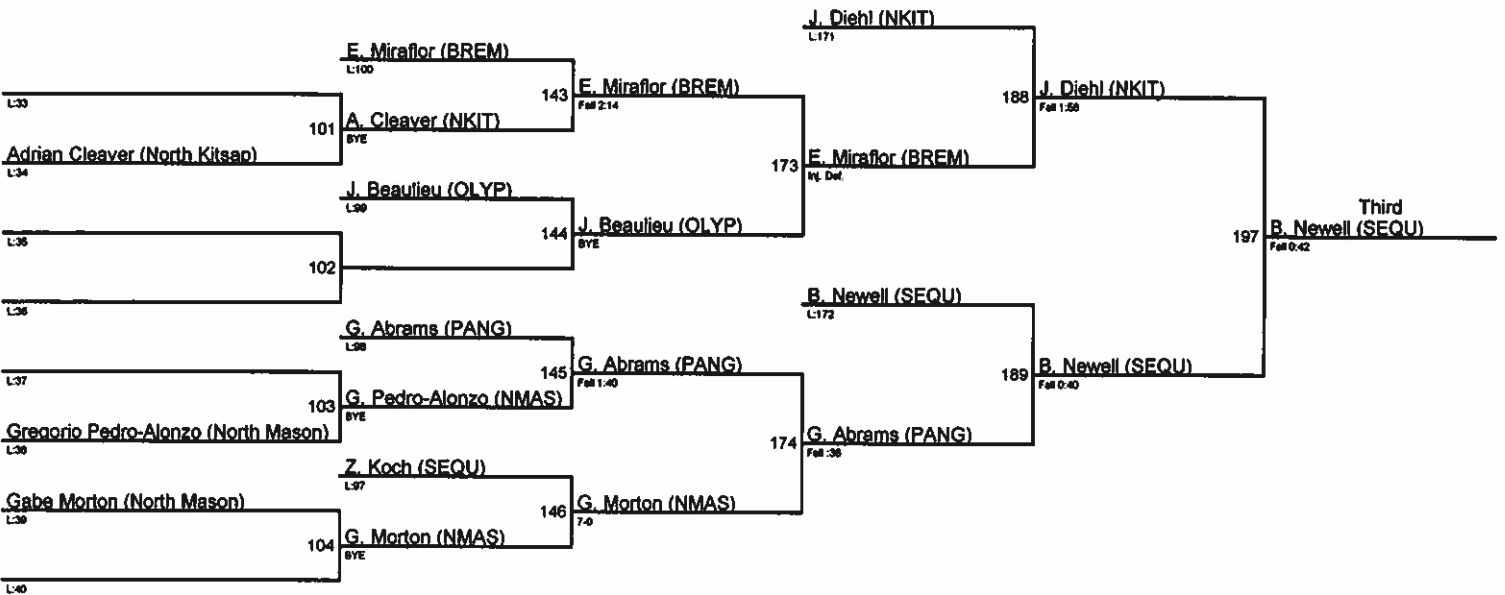 J. Diehl (NKIT)
L:171
E. Miraflor (BREM)
L:100
143
E. Miraflor (BREM)
Fall 2:14
188
J. Diehl (NKIT)
Fall 1:58
L:33
101
A. Cleaver (NKIT)
BYE
Adrian Cleaver (North Kitsap)
L:34
173
E. Miraflor (BREM)
Inj. Def.
J. Beaulieu (OLYP)
L:99
144
J. Beaulieu (OLYP)
BYE
L:35
102
L:36
Third
197
B. Newell (SEQU)
Fall 0:42
B. Newell (SEQU)
L:172
G. Abrams (PANG)
L:98
145
G. Abrams (PANG)
Fall 1:40
189
B. Newell (SEQU)
Fall 0:40
L:37
103
G. Pedro-Alonzo (NMAS)
BYE
Gregorio Pedro-Alonzo (North Mason)
L:38
174
G. Abrams (PANG)
Fall :36
Z. Koch (SEQU)
L:97
146
G. Morton (NMAS)
7-0
Gabe Morton (North Mason)
L:39
104
G. Morton (NMAS)
BYE
L:40